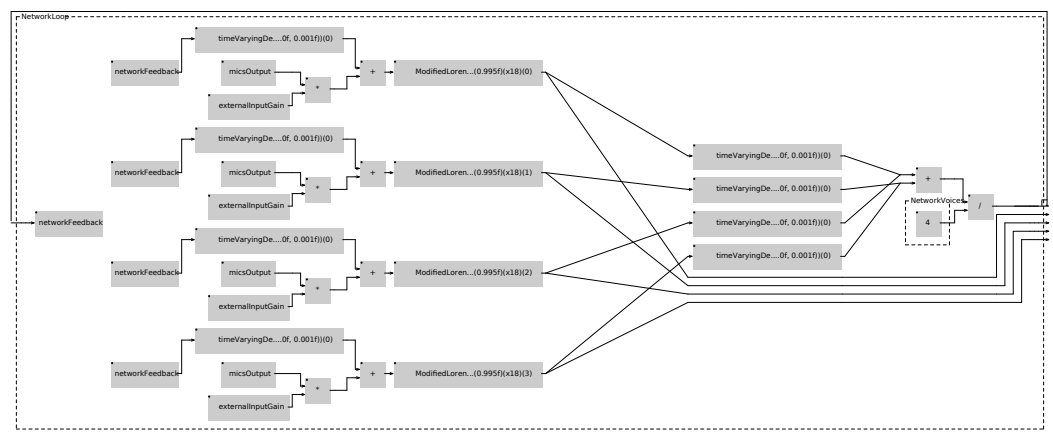 NetworkLoop
timeVaryingDe....0f, 0.001f))(0)
networkFeedback
micsOutput
*
+
ModifiedLoren...(0.995f)(x18)(0)
externalInputGain
timeVaryingDe....0f, 0.001f))(0)
networkFeedback
micsOutput
*
+
ModifiedLoren...(0.995f)(x18)(1)
externalInputGain
networkFeedback
timeVaryingDe....0f, 0.001f))(0)
networkFeedback
micsOutput
*
+
ModifiedLoren...(0.995f)(x18)(2)
externalInputGain
timeVaryingDe....0f, 0.001f))(0)
networkFeedback
micsOutput
*
+
ModifiedLoren...(0.995f)(x18)(3)
externalInputGain
timeVaryingDe....0f, 0.001f))(0)
timeVaryingDe....0f, 0.001f))(0)
timeVaryingDe....0f, 0.001f))(0)
timeVaryingDe....0f, 0.001f))(0)
+
NetworkVoices
4
/